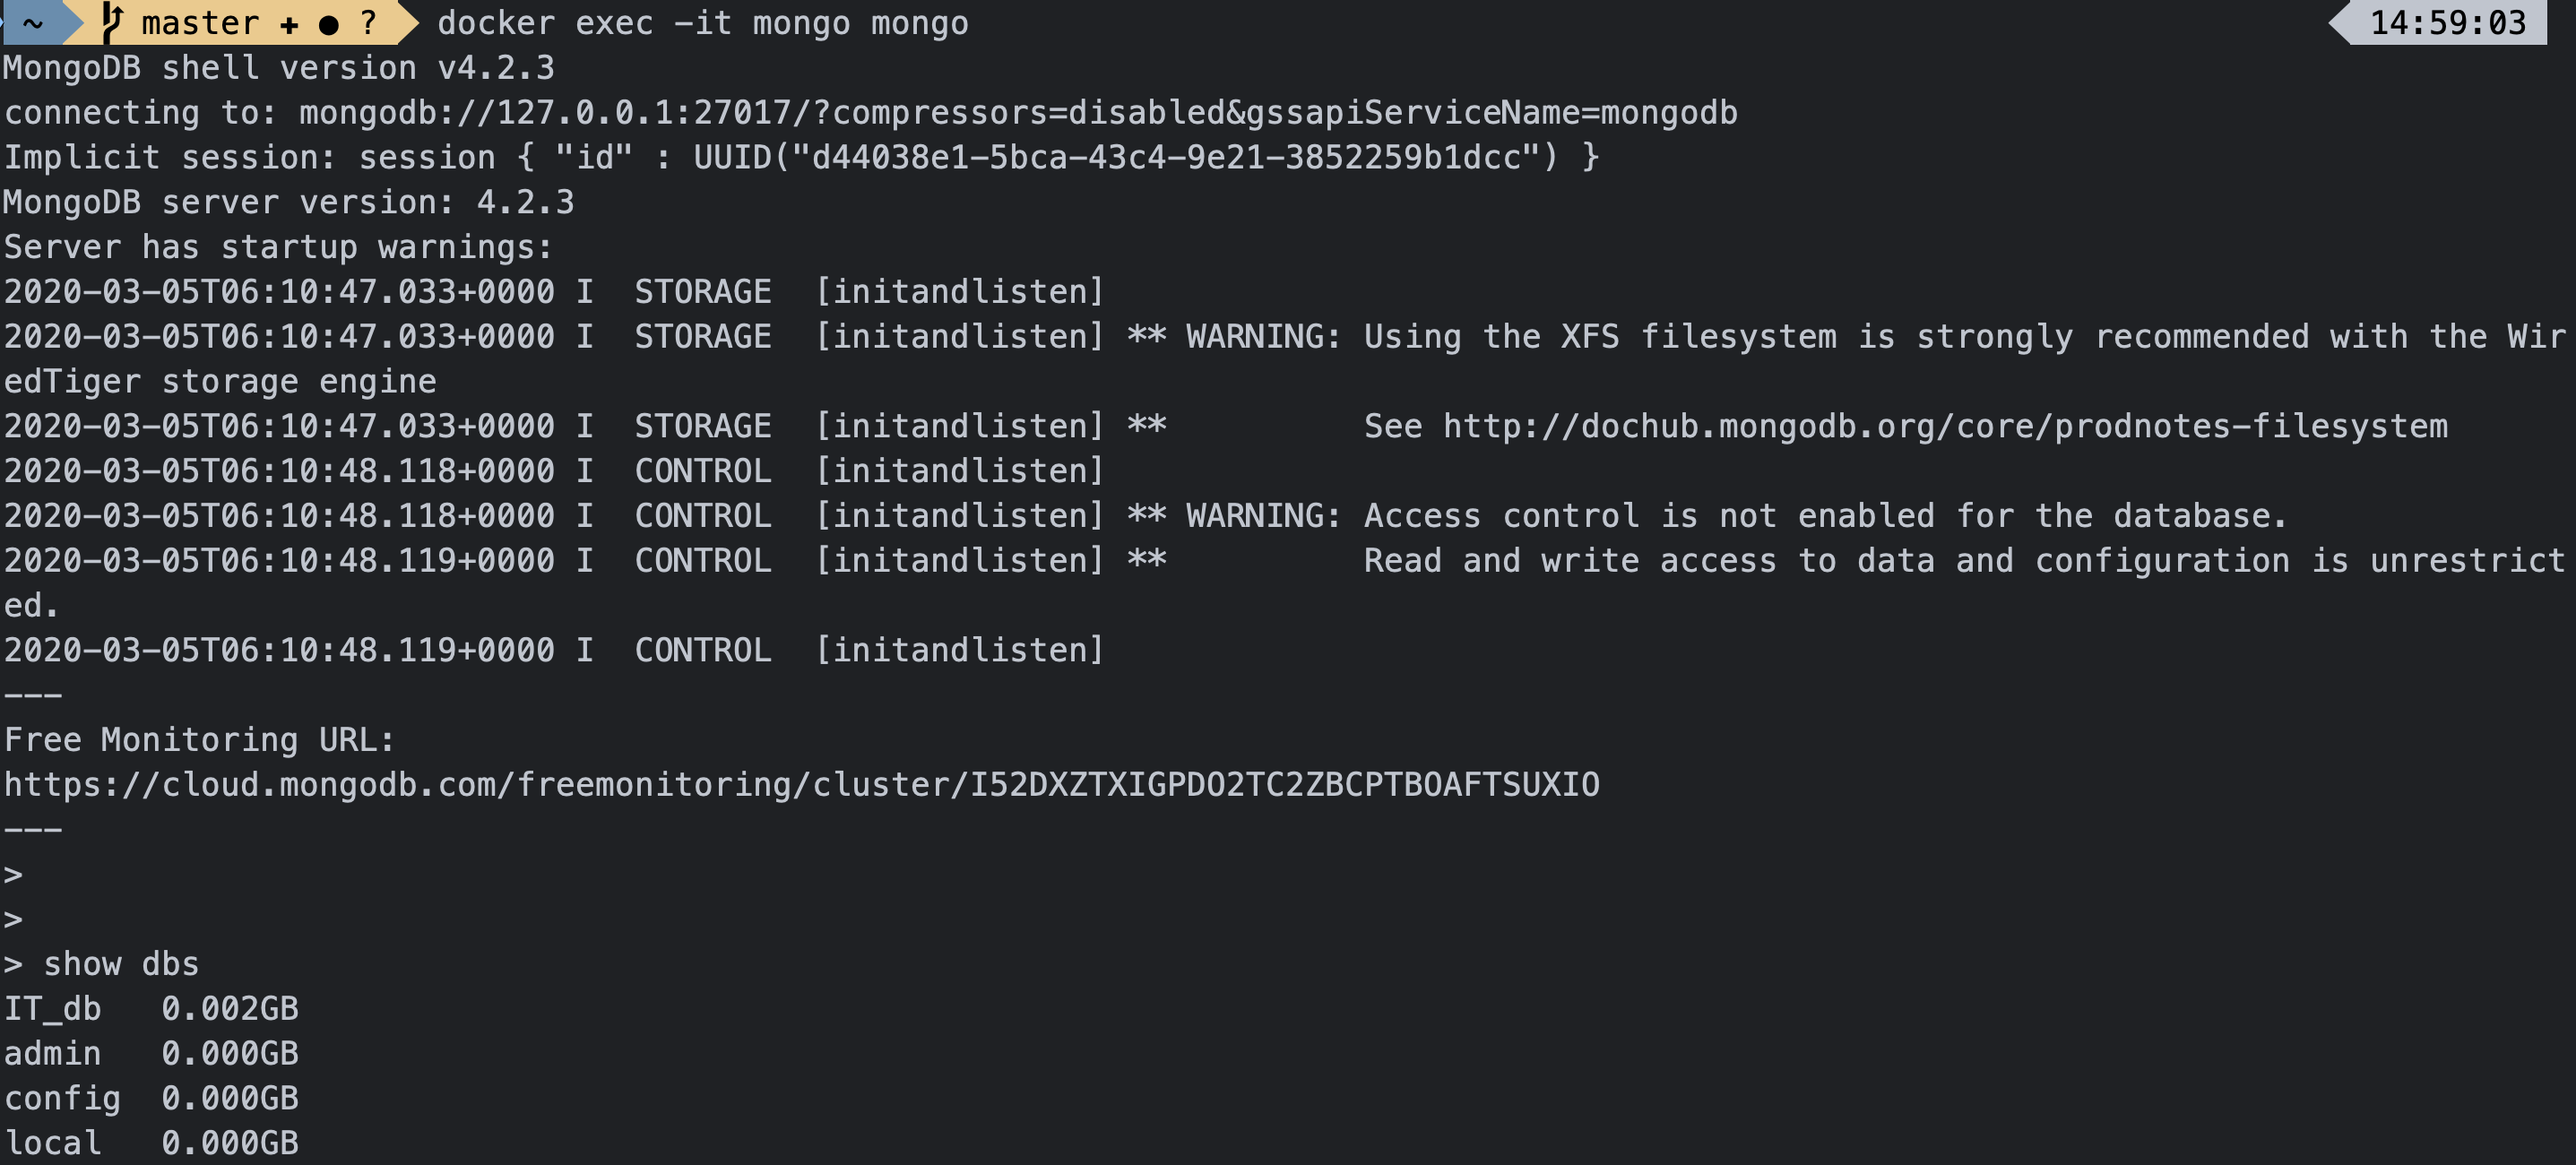 ~ master + ● ? docker exec -it mongo mongo 14:59:03
MongoDB shell version v4.2.3
connecting to: mongodb://127.0.0.1:27017/?compressors=disabled&gssapiServiceName=mongodb
Implicit session: session { "id" : UUID("d44038e1-5bca-43c4-9e21-3852259b1dcc") }
MongoDB server version: 4.2.3
Server has startup warnings:
2020-03-05T06:10:47.033+0000 I  STORAGE  [initandlisten]
2020-03-05T06:10:47.033+0000 I  STORAGE  [initandlisten] ** WARNING: Using the XFS filesystem is strongly recommended with the Wir
edTiger storage engine
2020-03-05T06:10:47.033+0000 I  STORAGE  [initandlisten] **          See http://dochub.mongodb.org/core/prodnotes-filesystem
2020-03-05T06:10:48.118+0000 I  CONTROL  [initandlisten]
2020-03-05T06:10:48.118+0000 I  CONTROL  [initandlisten] ** WARNING: Access control is not enabled for the database.
2020-03-05T06:10:48.119+0000 I  CONTROL  [initandlisten] **          Read and write access to data and configuration is unrestrict
ed.
2020-03-05T06:10:48.119+0000 I  CONTROL  [initandlisten]
---
Free Monitoring URL:
https://cloud.mongodb.com/freemonitoring/cluster/I52DXZTXIGPDO2TC2ZBCPTBOAFTSUXIO
---
>
>
> show dbs
IT_db   0.002GB
admin   0.000GB
config  0.000GB
local   0.000GB